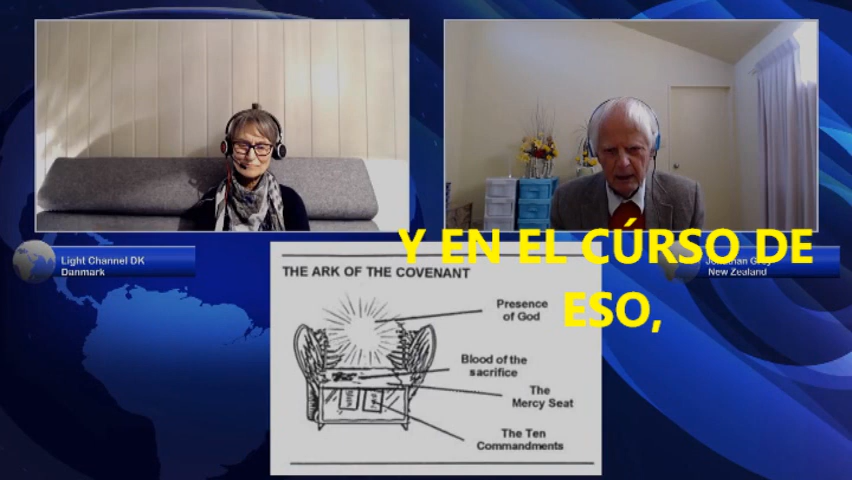 Light Channel DK
Danmark
Y EN EL CÚRSO DE
ESO,
New Zealand
THE ARK OF THE COVENANT
Presence
of God
Blood of the
sacrifice
The
Mercy Seat
The Ten
Commandments